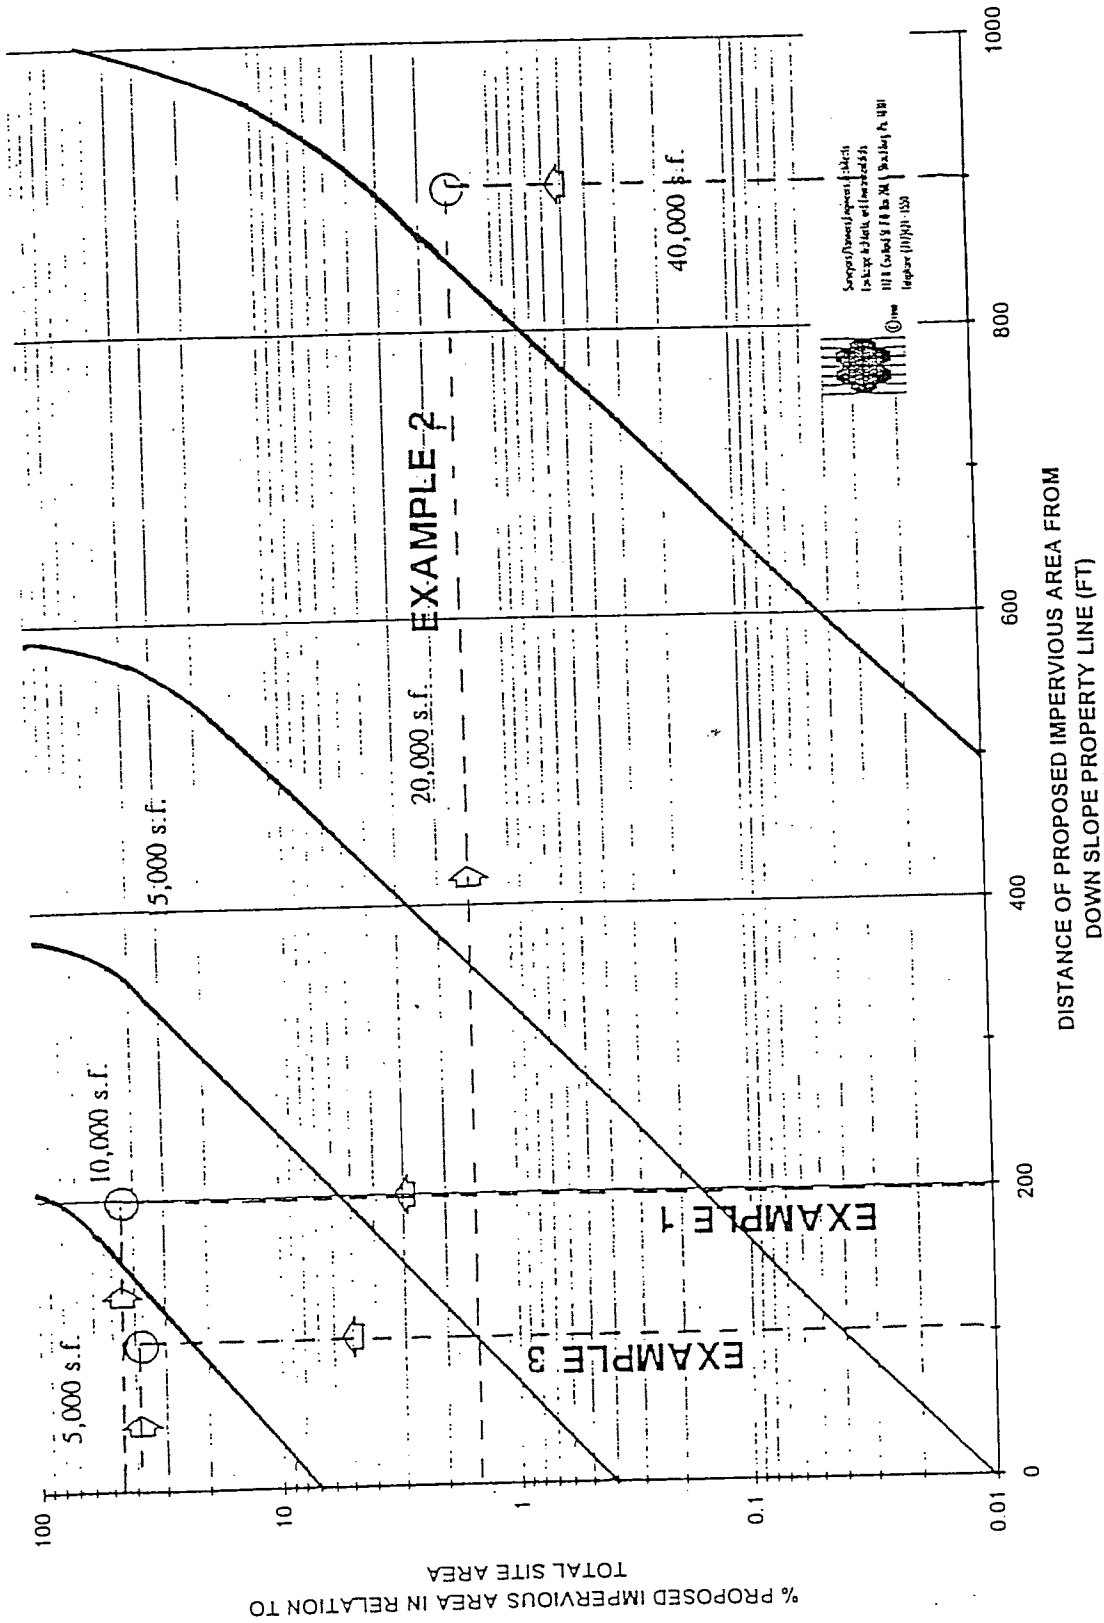 % PROPOSED IMPERVIOUS AREA IN RELATION TO
TOTAL SITE AREA
100
10
1
0.1
0.01
5,000 s.f.
10,000 s.f.
5,000 s.f.
20,000 s.f.
40,000 s.f.
EXAMPLE 3
EXAMPLE 1
EXAMPLE 2
0
200
400
600
800
1000
DISTANCE OF PROPOSED IMPERVIOUS AREA FROM
DOWN SLOPE PROPERTY LINE (FT)